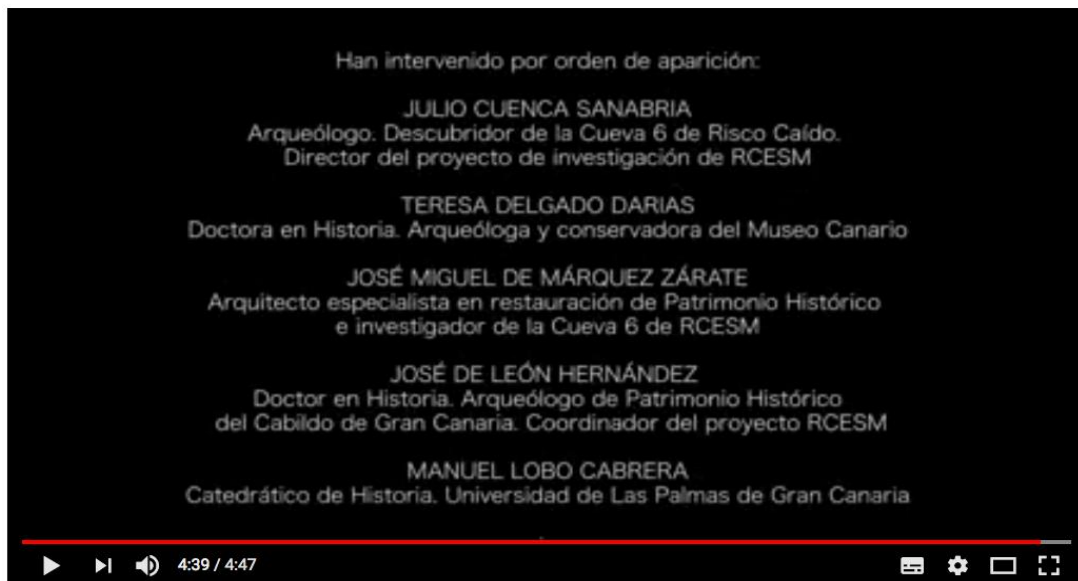 Han intervenido por orden de aparición:
JULIO CUENCA SANABRIA
Arqueólogo. Descubridor de la Cueva 6 de Risco Caído.
Director del proyecto de investigación de RCESM
TERESA DELGADO DARIAS
Doctora en Historia. Arqueóloga y conservadora del Museo Canario
JOSÉ MIGUEL DE MÁRQUEZ ZÁRATE
Arquitecto especialista en restauración de Patrimonio Histórico
e investigador de la Cueva 6 de RCESM
JOSÉ DE LEÓN HERNÁNDEZ
Doctor en Historia. Arqueólogo de Patrimonio Histórico
del Cabildo de Gran Canaria. Coordinador del proyecto RCESM
MANUEL LOBO CABRERA
Catedrático de Historia. Universidad de Las Palmas de Gran Canaria
4:39 / 4:47